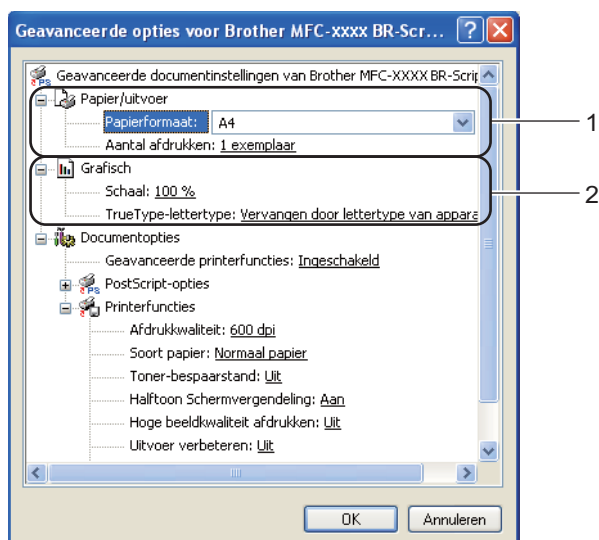 Geavanceerde opties voor Brother MFC-xxxx BR-Scr...
Geavanceerde documentinstellingen van Brother MFC-XXXX BR-Scrip
Papier/uitvoer
Papierformaat: A4
1
Aantal afdrukken: 1 exemplaar
Grafisch
Schaal: 100 %
2
TrueType-lettertype: Vervangen door lettertype van appara
Documentopties
Geavanceerde printerfuncties: Ingeschakeld
PostScript-opties
Printerfuncties
Afdrukkwaliteit: 600 dpi
Soort papier: Normaal papier
Toner-bespaarstand: Uit
Halftoon Schermvergendeling: Aan
Hoge beeldkwaliteit afdrukken: Uit
Uitvoer verbeteren: Uit
OK Annuleren